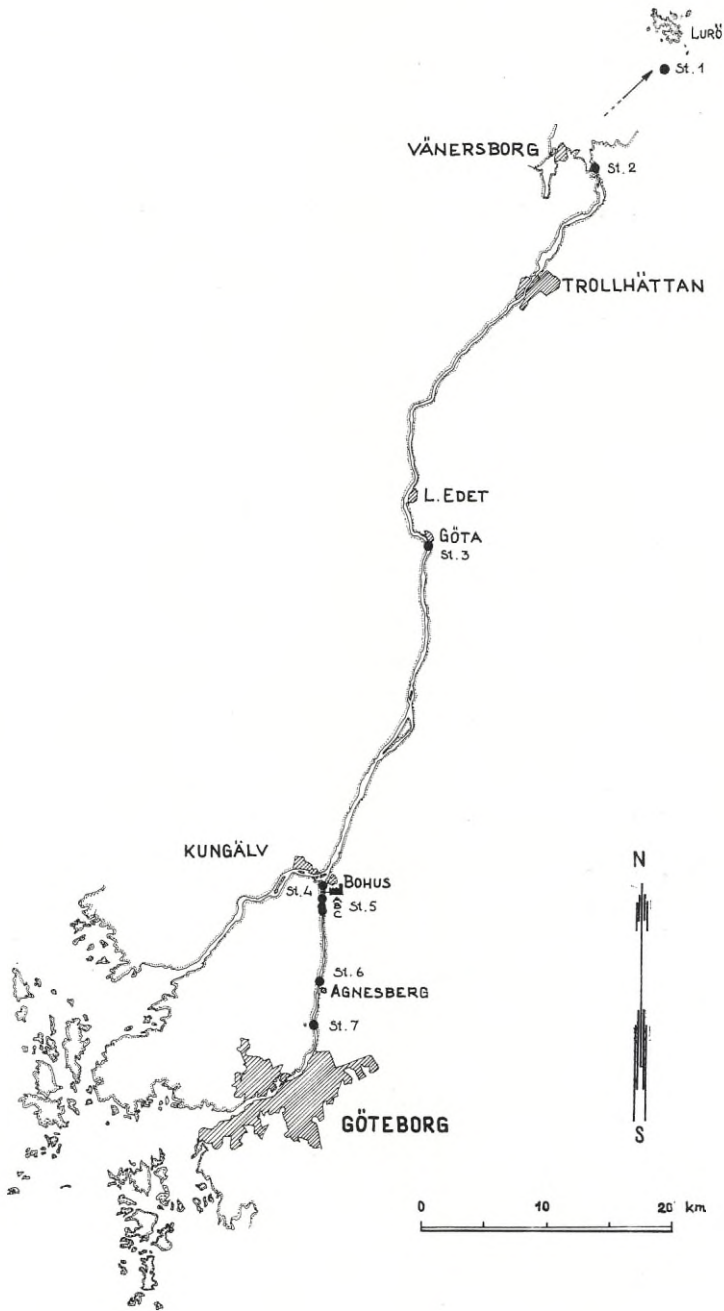 LURÖ
St. 1
VÄNERSBORG
St. 2
TROLLHÄTTAN
L. EDET
GÖTA
St. 3
KUNGÄLV
BOHUS
St. 4
A
B
C
St. 5
St. 6
AGNESBERG
St. 7
GÖTEBORG
N
S
0 10 20 km